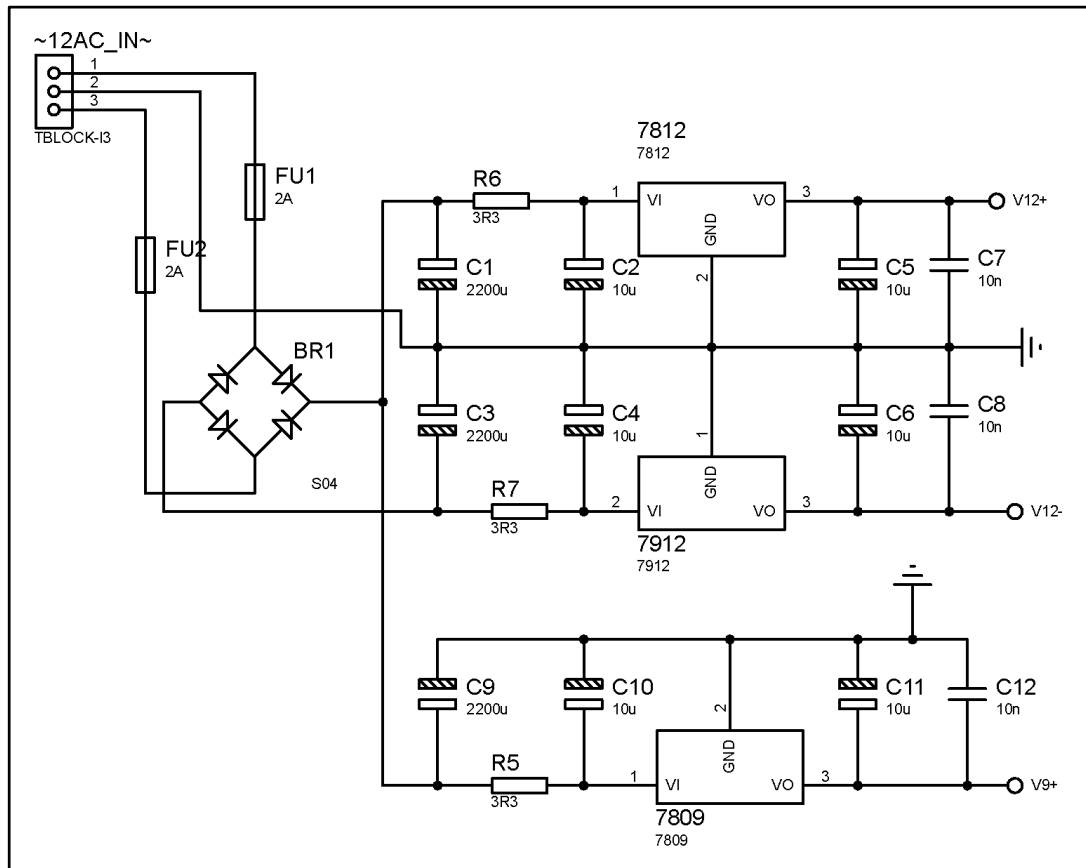 ~12AC_IN~
1
2
3
TBLOCK-I3
FU1
2A
FU2
2A
BR1
S04
R6
3R3
7812
7812
1
VI
VO
3
GND
2
V12+
C1
2200u
C2
10u
C5
10u
C7
10n
C3
2200u
C4
10u
C6
10u
C8
10n
R7
3R3
1
GND
2
VI
VO
3
V12-
7912
7912
C9
2200u
C10
10u
C11
10u
C12
10n
R5
3R3
2
GND
1
VI
VO
3
V9+
7809
7809